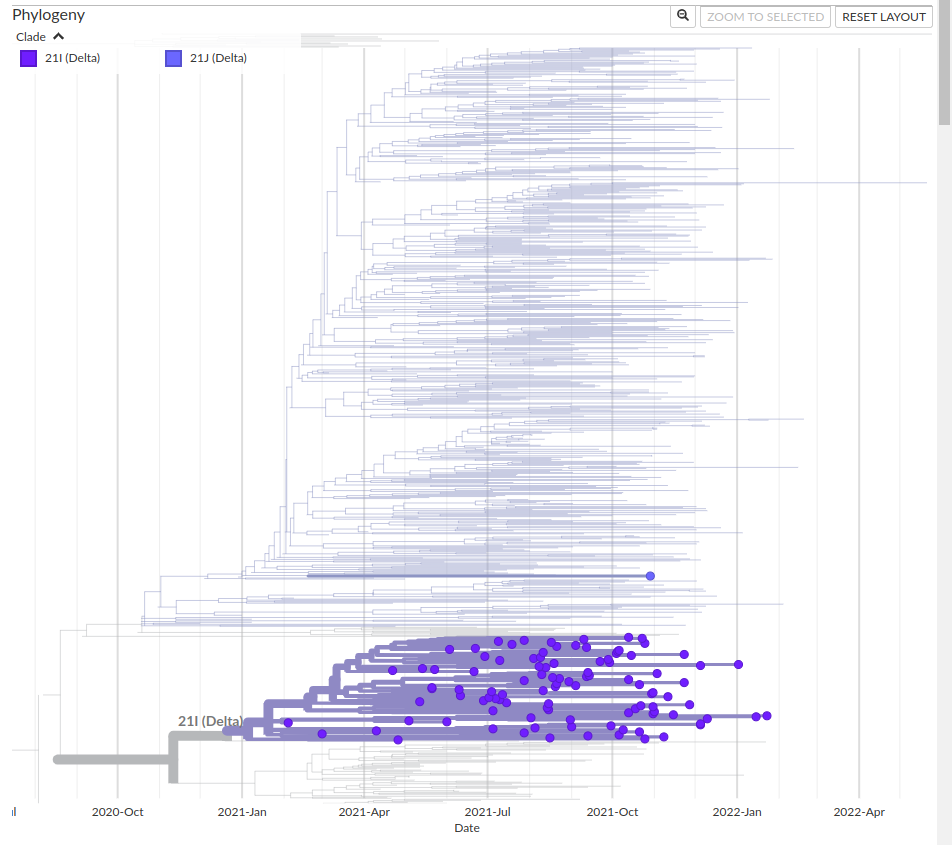 Phylogeny
ZOOM TO SELECTED
RESET LAYOUT
Clade
21I (Delta)
21J (Delta)
21I (Delta)
2020-Oct
2021-Jan
2021-Apr
2021-Jul
2021-Oct
2022-Jan
2022-Apr
Date